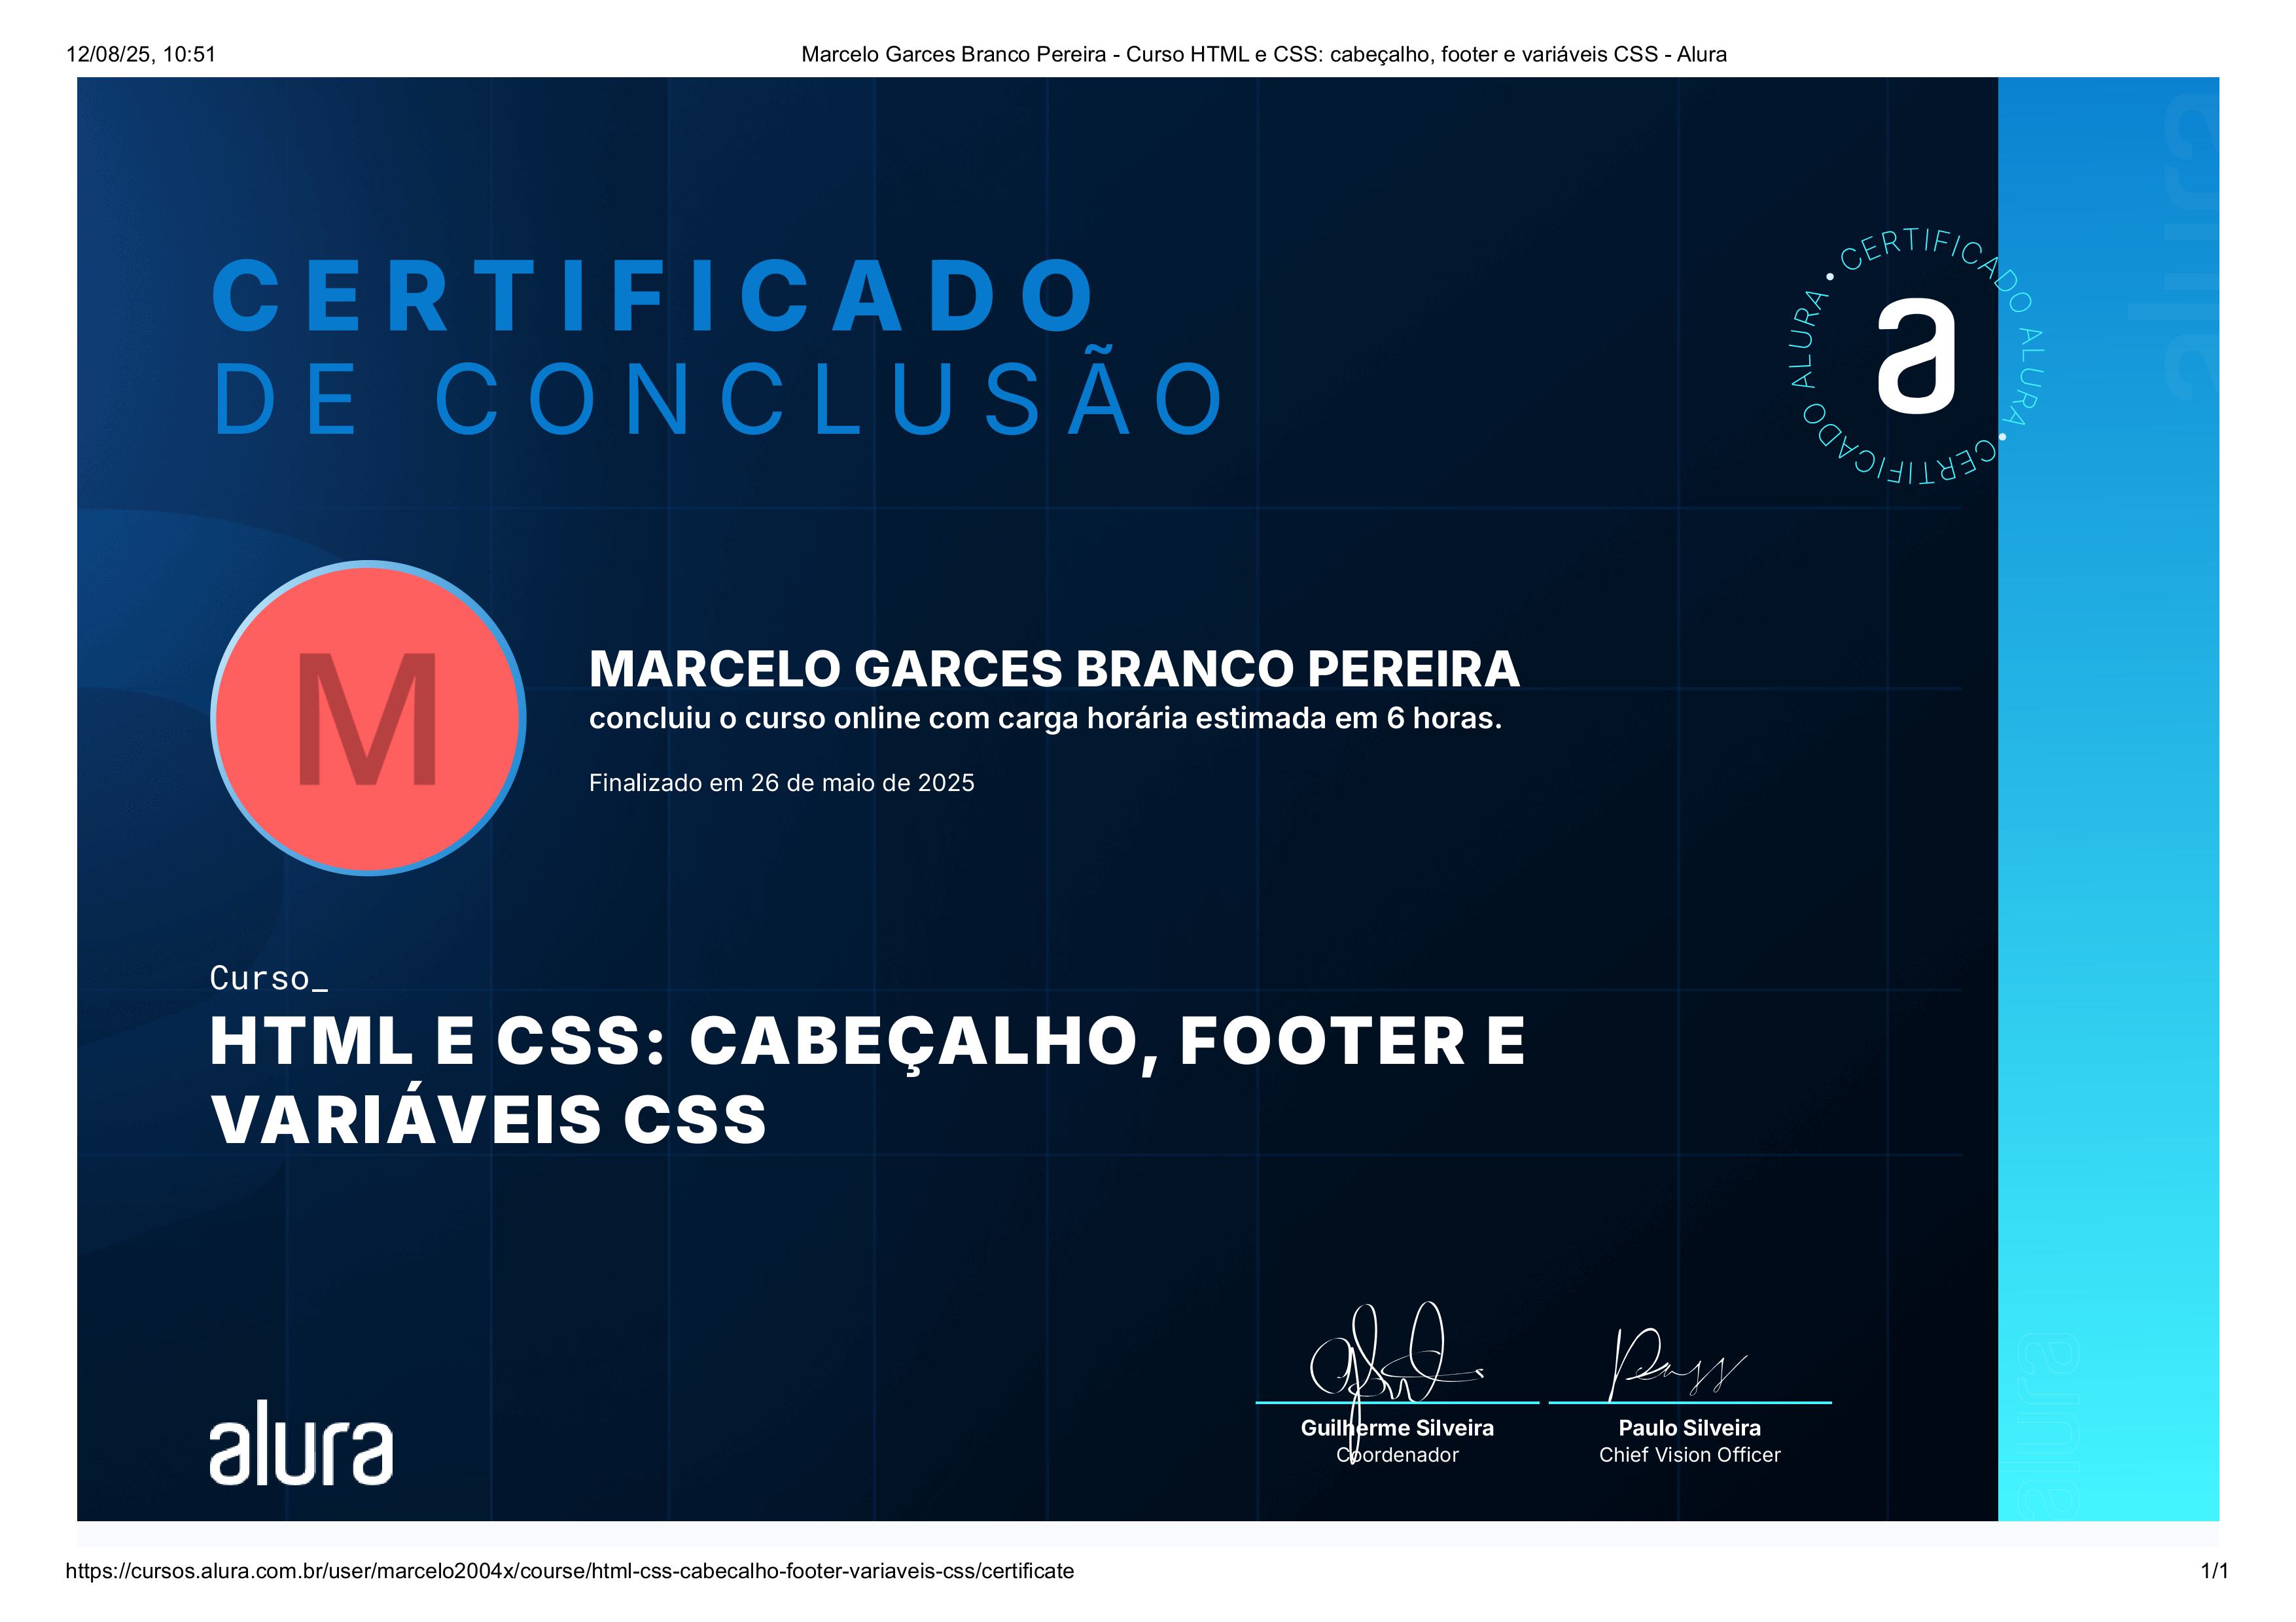 12/08/25, 10:51
Marcelo Garces Branco Pereira - Curso HTML e CSS: cabeçalho, footer e variáveis CSS - Alura
CERTIFICADO
DE CONCLUSÃO
• CERTIFICADO ALURA • CERTIFICADO ALURA
a
alura
M
MARCELO GARCES BRANCO PEREIRA
concluiu o curso online com carga horária estimada em 6 horas.
Finalizado em 26 de maio de 2025
Curso_
HTML E CSS: CABEÇALHO, FOOTER E
VARIÁVEIS CSS
alura
Guilherme Silveira
Coordenador
Paulo Silveira
Chief Vision Officer
alura
https://cursos.alura.com.br/user/marcelo2004x/course/html-css-cabecalho-footer-variaveis-css/certificate
1/1